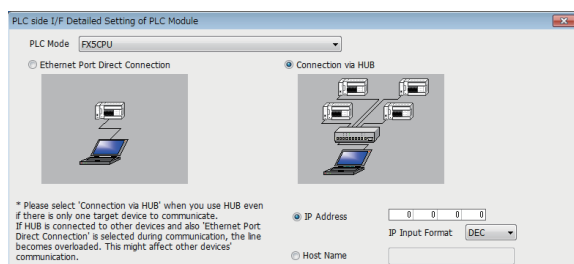 PLC side I/F Detailed Setting of PLC Module
PLC Mode FX5CPU
Ethernet Port Direct Connection
Connection via HUB
* Please select 'Connection via HUB' when you use HUB even
if there is only one target device to communicate.
If HUB is connected to other devices and also 'Ethernet Port
Direct Connection' is selected during communication, the line
becomes overloaded. This might affect other devices'
communication.
IP Address 0 0 0 0
IP Input Format DEC
Host Name